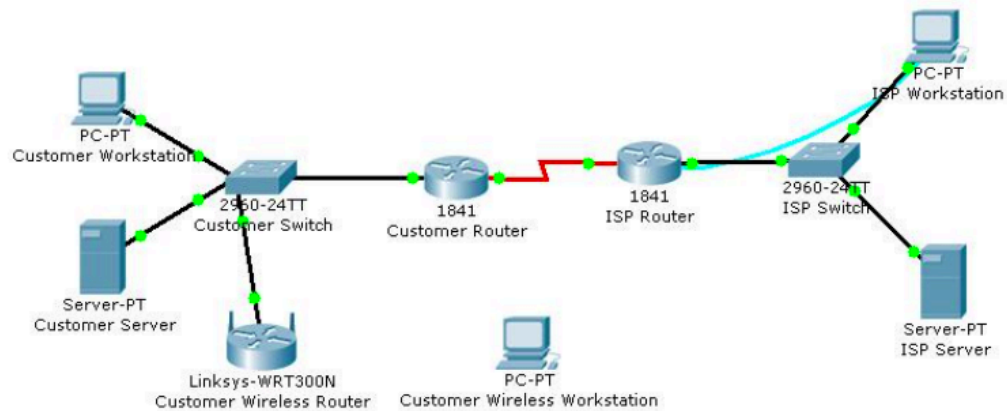 PC-PT
ISP Workstation
PC-PT
Customer Workstation
2960-24TT
Customer Switch
1841
Customer Router
1841
ISP Router
2960-24TT
ISP Switch
Server-PT
Customer Server
Server-PT
ISP Server
Linksys-WRT300N
Customer Wireless Router
PC-PT
Customer Wireless Workstation